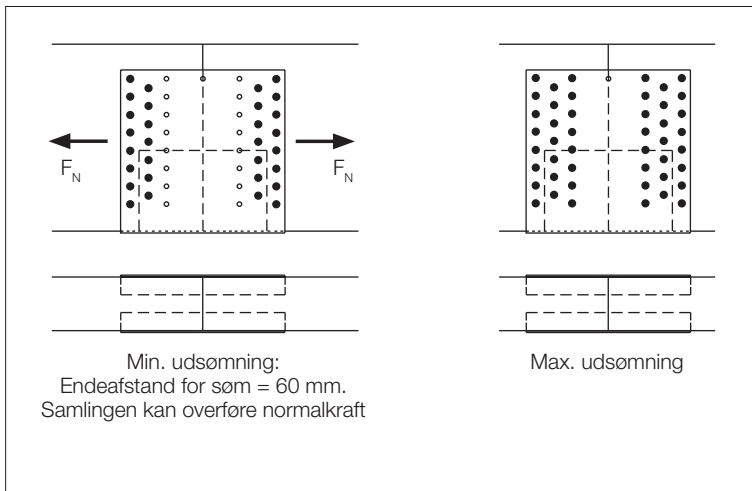 F_N
F_N
Min. udsømning:
Endeafstand for søm = 60 mm.
Samlingen kan overføre normalkraft
Max. udsømning